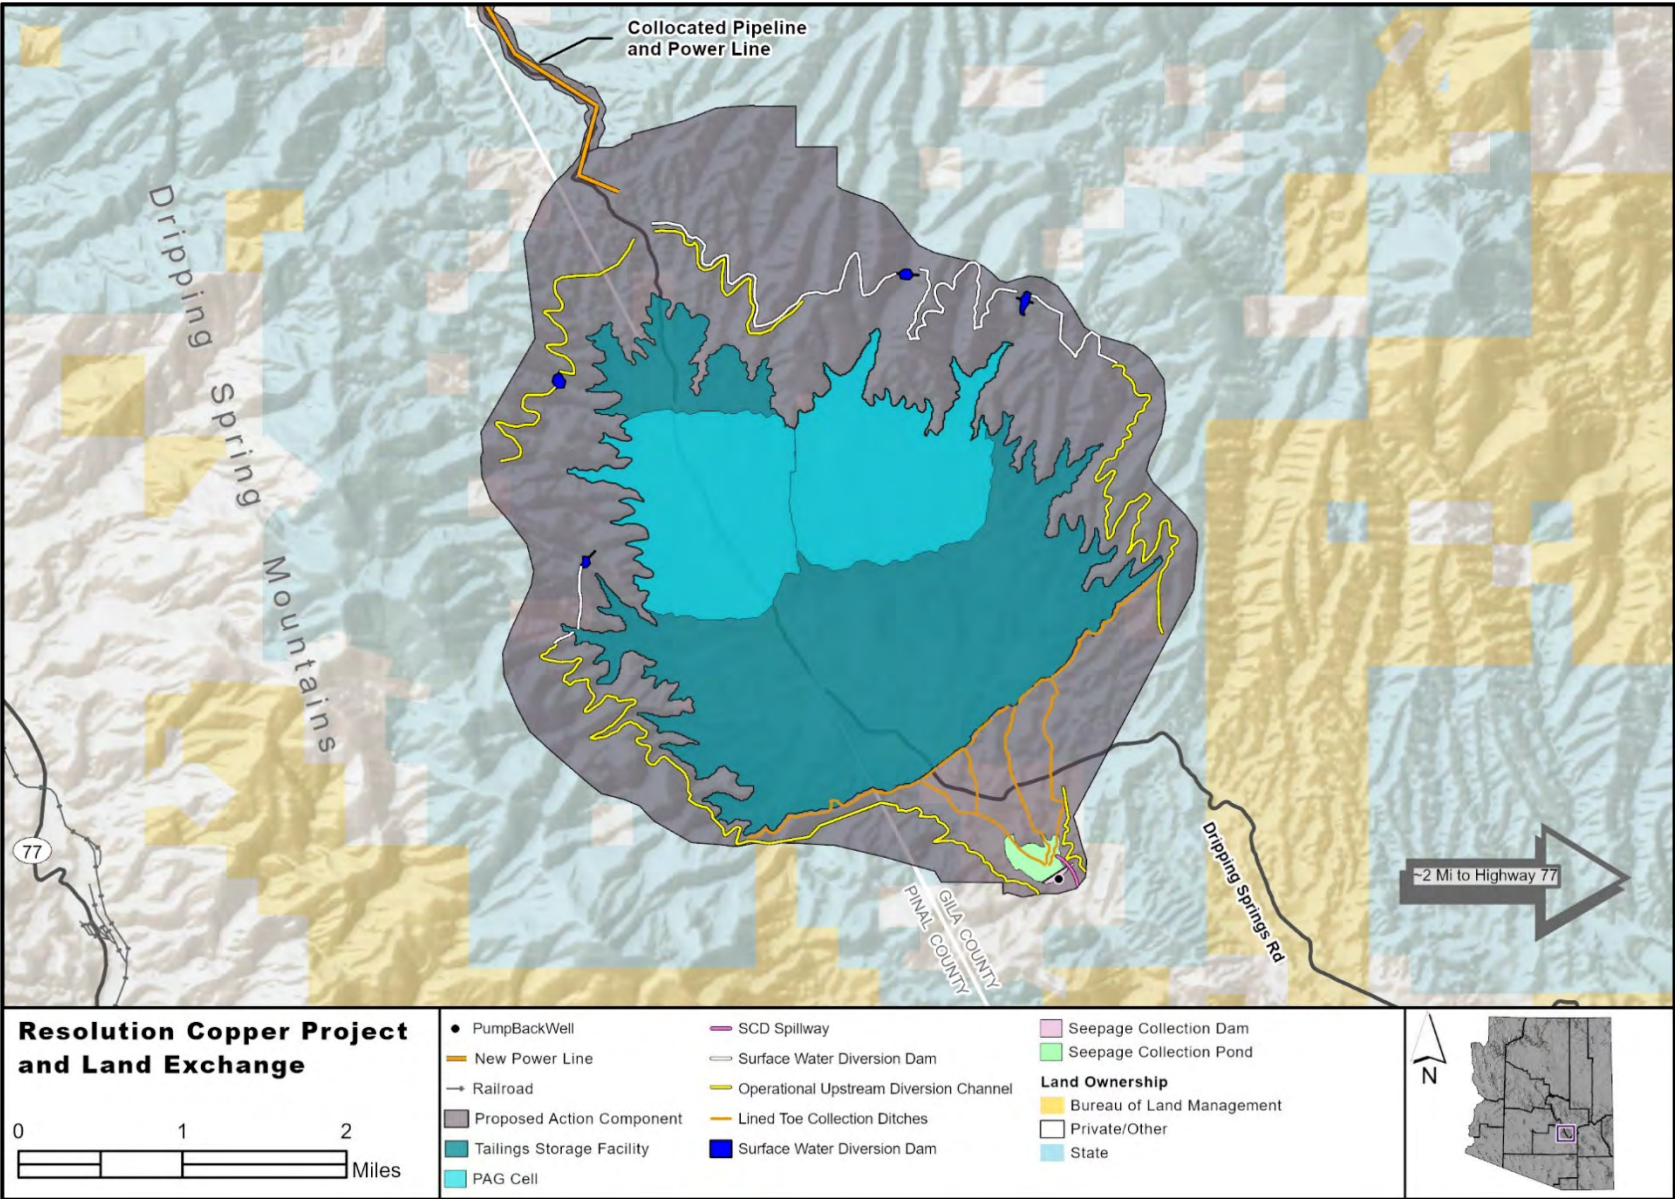 Collocated Pipeline
and Power Line
Dripping Spring Mountains
77
Dripping Springs Rd
~2 Mi to Highway 77
GILA COUNTY
PINAL COUNTY
Resolution Copper Project
and Land Exchange
0 1 2
Miles
PumpBackWell
New Power Line
Railroad
Proposed Action Component
Tailings Storage Facility
PAG Cell
SCD Spillway
Surface Water Diversion Dam
Operational Upstream Diversion Channel
Lined Toe Collection Ditches
Surface Water Diversion Dam
Seepage Collection Dam
Seepage Collection Pond
Land Ownership
Bureau of Land Management
Private/Other
State
N